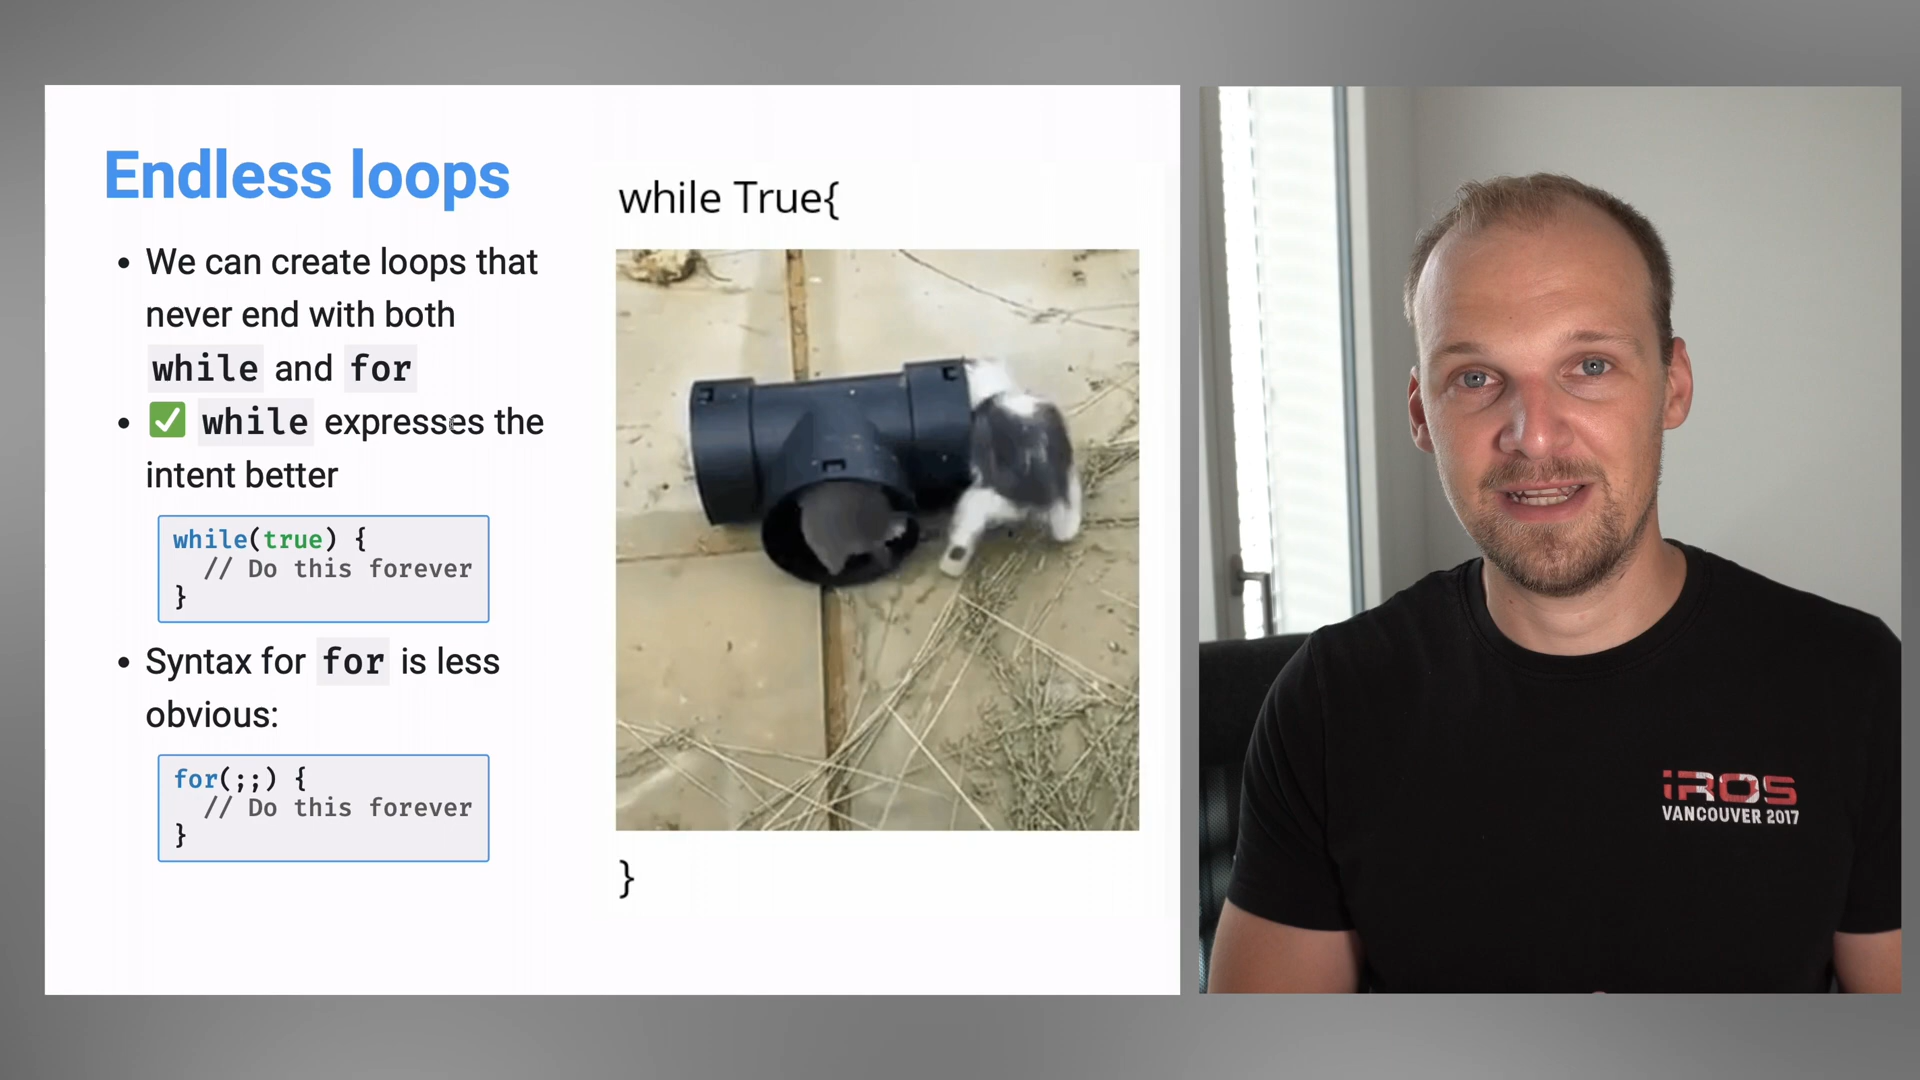 Endless loops
• We can create loops that
never end with both
while and for
• ✅ while expresses the
intent better
while(true) {
// Do this forever
}
• Syntax for for is less
obvious:
for(;;) {
// Do this forever
}
while True{
}
iROS
VANCOUVER 2017